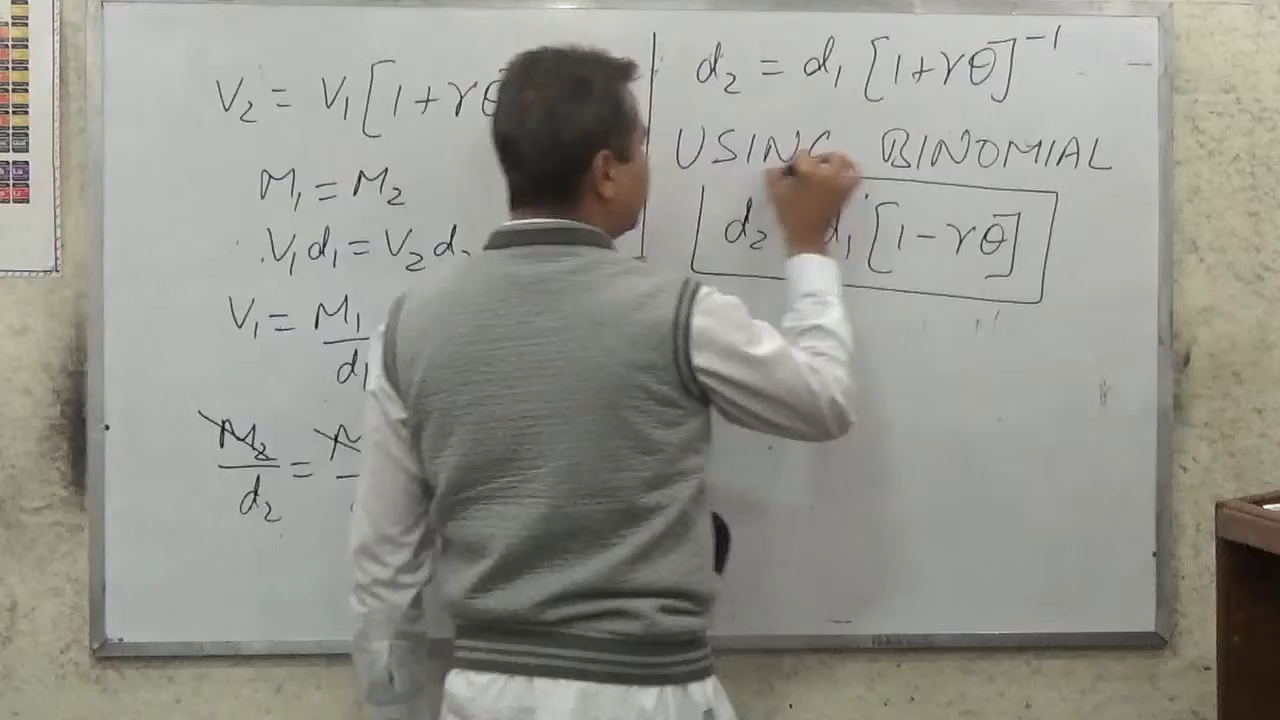 V₂ = V₁ [1 + γθ
M₁ = M₂
V₁d₁ = V₂d
V₁ = M₁/d₁
M₂/d₂ = M
d₂ = d₁ [1+γθ]⁻¹
USING BINOMIAL
d₂ d₁ [1 - γθ]